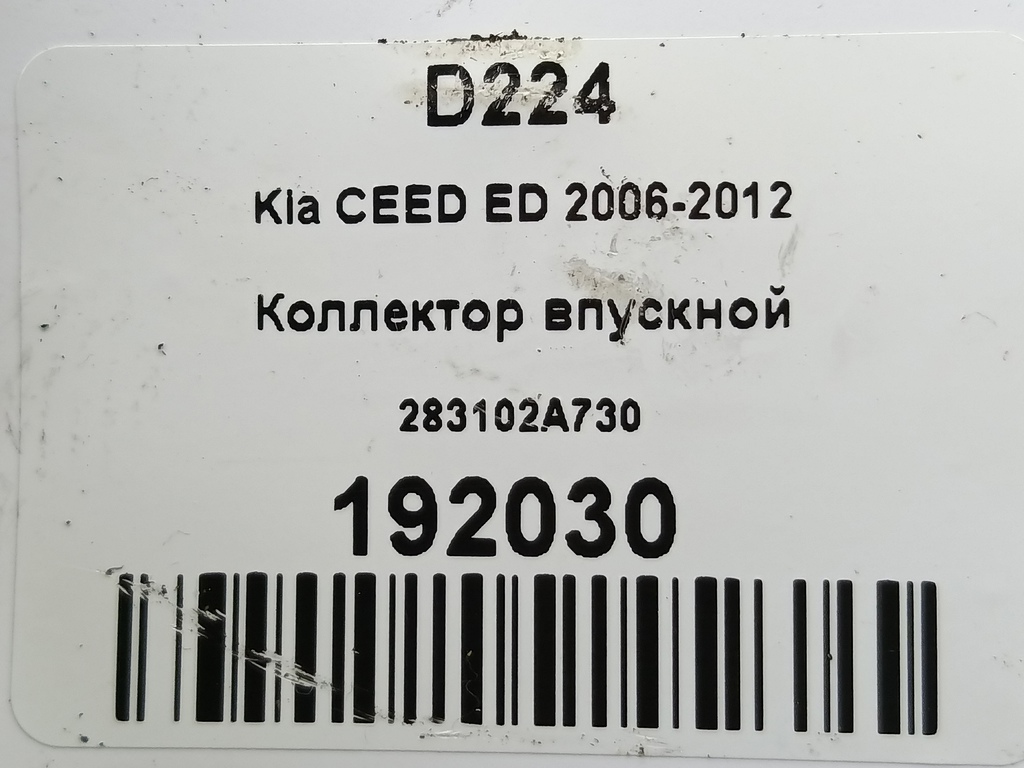 D224
Kia CEED ED 2006-2012
Коллектор впускной
283102A730
192030